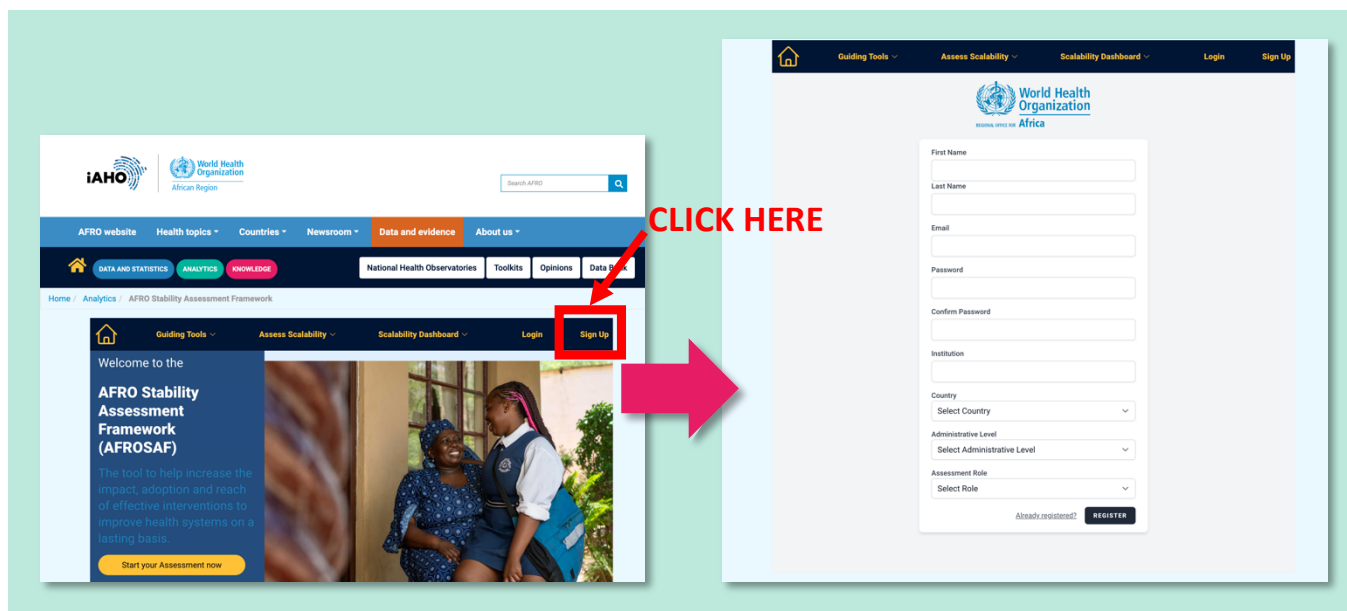 iAHO
World Health
Organization
African Region
Search AFRO
AFRO website Health topics Countries Newsroom Data and evidence About us
DATA AND STATISTICS ANALYTICS KNOWLEDGE National Health Observatories Toolkits Opinions Data
Home / Analytics / AFRO Stability Assessment Framework
Guiding Tools Assess Scalability Scalability Dashboard Login Sign Up
Welcome to the
AFRO Stability
Assessment
Framework
(AFROSAF)
The tool to help increase the
impact, adoption and reach
of effective interventions to
improve health systems on a
lasting basis.
Start your Assessment now
CLICK HERE
Guiding Tools Assess Scalability Scalability Dashboard Login Sign Up
World Health
Organization
REGIONAL OFFICE FOR Africa
First Name
Last Name
Email
Password
Confirm Password
Institution
Country
Select Country
Administrative Level
Select Administrative Level
Assessment Role
Select Role
Already registered? REGISTER